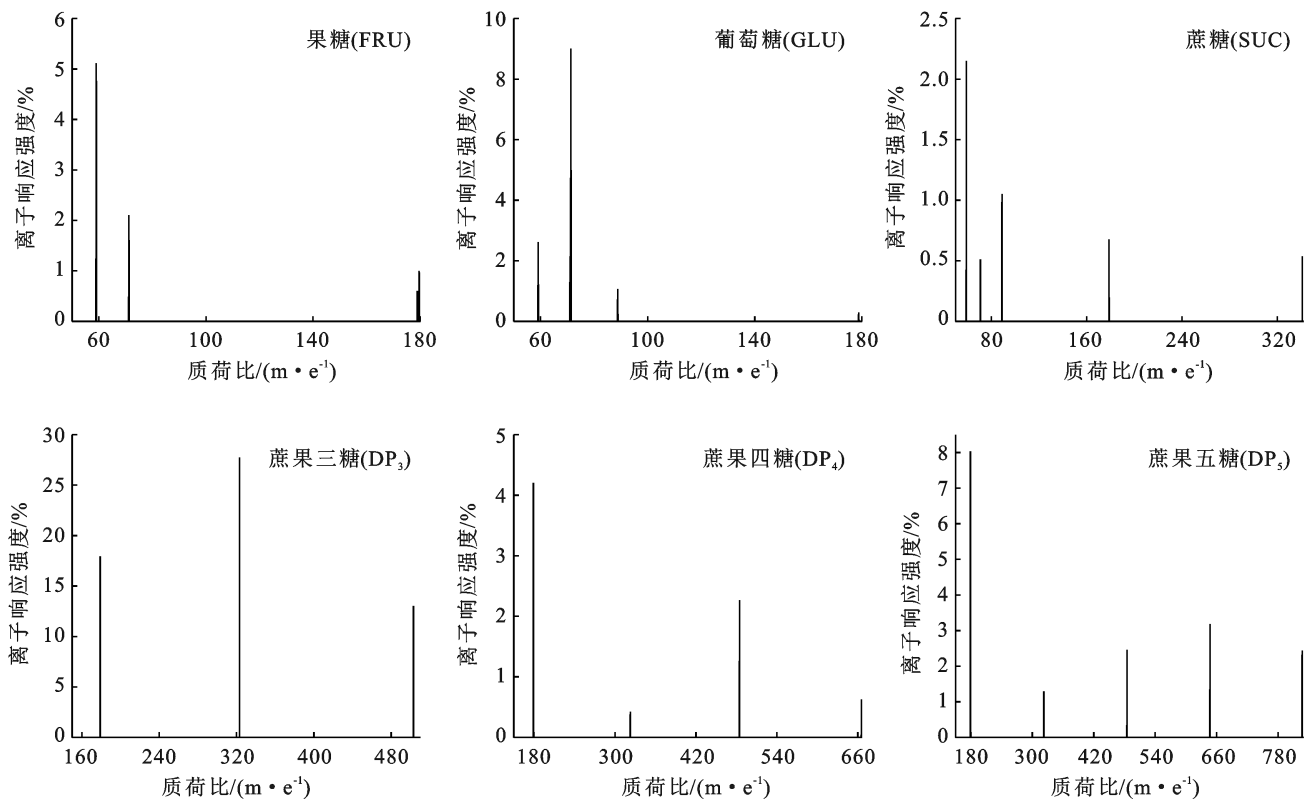 果糖(FRU)
6
5
4
3
2
1
0
离子响应强度/%
60 100 140 180
质荷比/(m·e⁻¹)
葡萄糖(GLU)
10
8
6
4
2
0
离子响应强度/%
60 100 140 180
质荷比/(m·e⁻¹)
蔗糖(SUC)
2.5
2.0
1.5
1.0
0.5
0
离子响应强度/%
80 160 240 320
质荷比/(m·e⁻¹)
蔗果三糖(DP₃)
30
25
20
15
10
5
0
离子响应强度/%
160 240 320 400 480
质荷比/(m·e⁻¹)
蔗果四糖(DP₄)
5
4
3
2
1
0
离子响应强度/%
180 300 420 540 660
质荷比/(m·e⁻¹)
蔗果五糖(DP₅)
8
7
6
5
4
3
2
1
0
离子响应强度/%
180 300 420 540 660 780
质荷比/(m·e⁻¹)